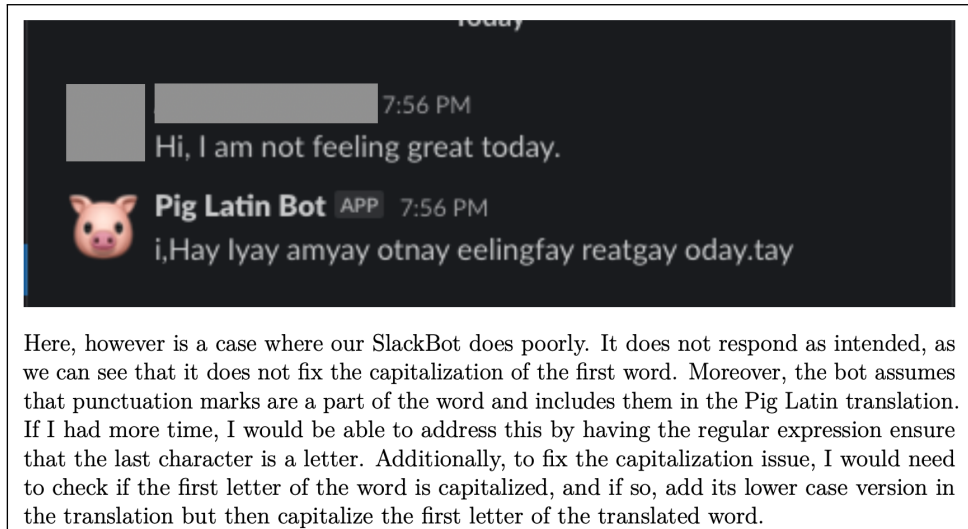 Today
7:56 PM
Hi, I am not feeling great today.
Pig Latin Bot APP 7:56 PM
i,Hay Iyay amyay otnay eelingfay reatgay oday.tay
Here, however is a case where our SlackBot does poorly. It does not respond as intended, as
we can see that it does not fix the capitalization of the first word. Moreover, the bot assumes
that punctuation marks are a part of the word and includes them in the Pig Latin translation.
If I had more time, I would be able to address this by having the regular expression ensure
that the last character is a letter. Additionally, to fix the capitalization issue, I would need
to check if the first letter of the word is capitalized, and if so, add its lower case version in
the translation but then capitalize the first letter of the translated word.